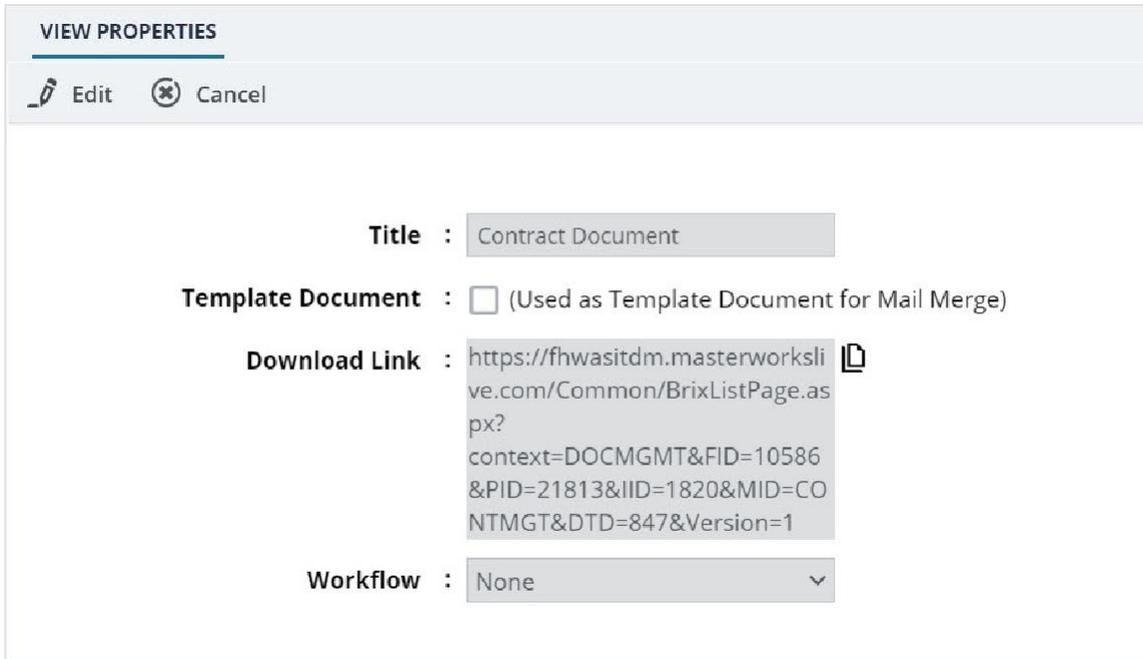 VIEW PROPERTIES
Edit Cancel
Title : Contract Document
Template Document : (Used as Template Document for Mail Merge)
Download Link : https://fhwasitdm.masterworksli
ve.com/Common/BrixListPage.as
px?
context=DOCMGMT&FID=10586
&PID=21813&IID=1820&MID=CO
NTMGT&DTD=847&Version=1
Workflow : None